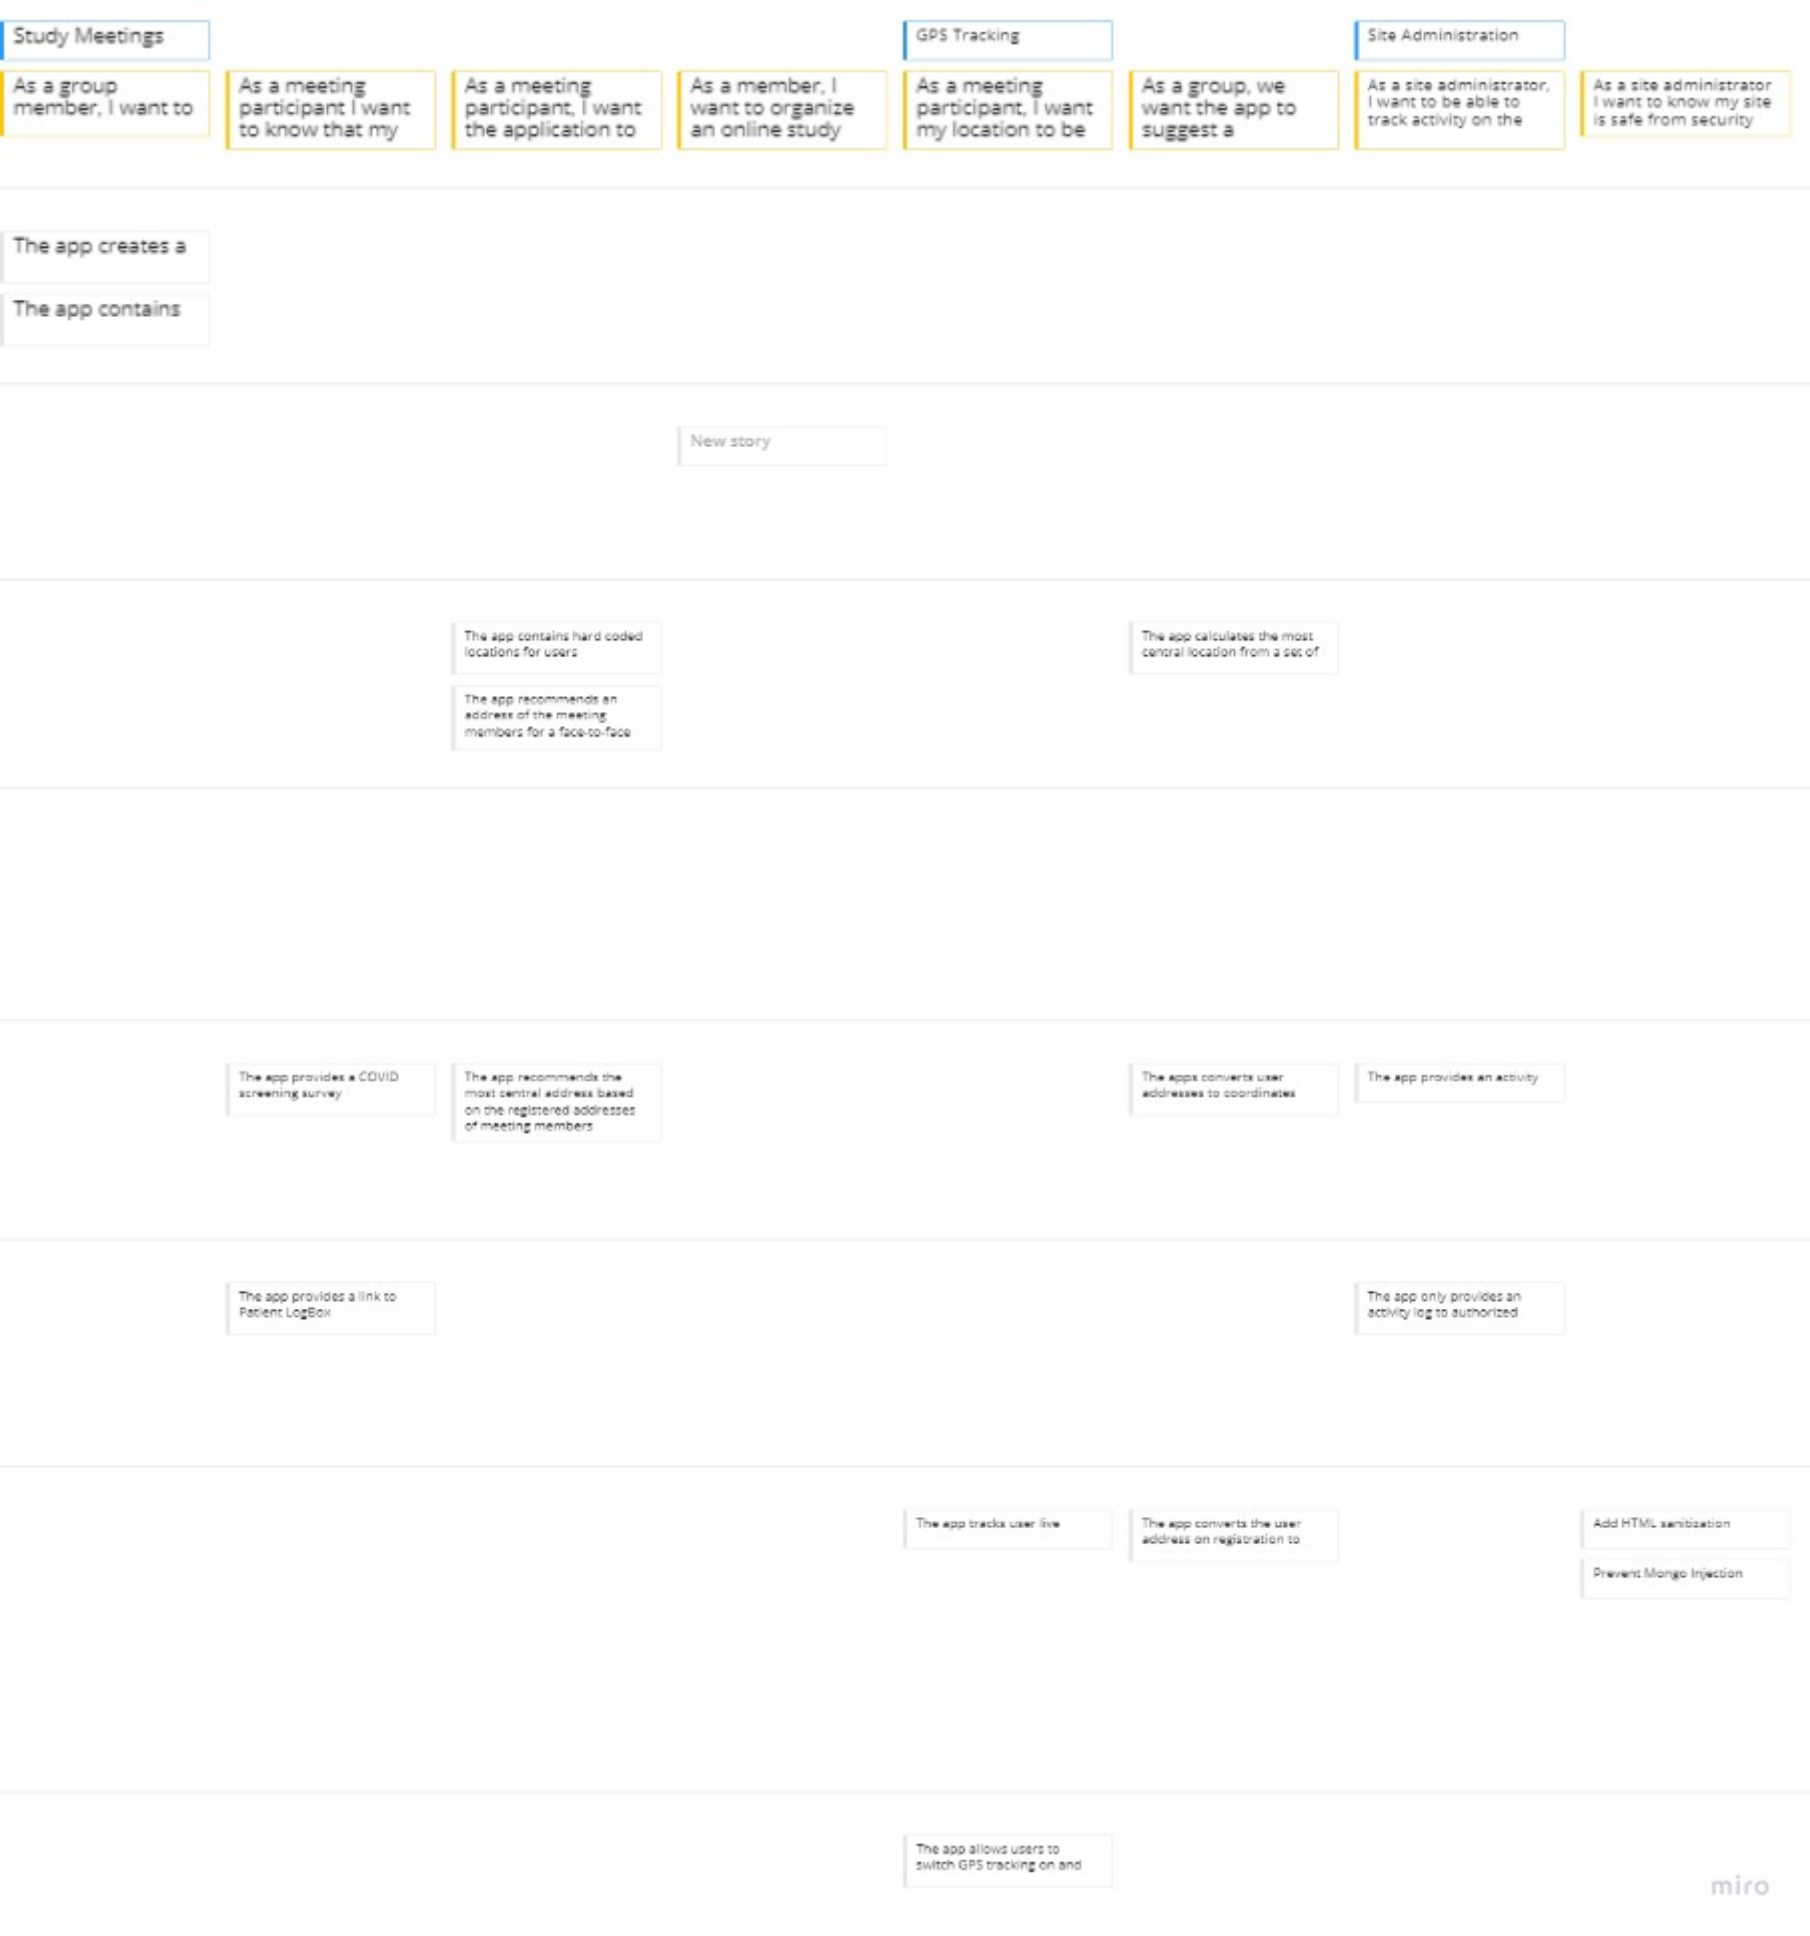 Study Meetings
GPS Tracking
Site Administration
As a group
member, I want to
As a meeting
participant I want
to know that my
As a meeting
participant, I want
the application to
As a member, I
want to organize
an online study
As a meeting
participant, I want
my location to be
As a group, we
want the app to
suggest a
As a site administrator,
I want to be able to
track activity on the
As a site administrator
I want to know my site
is safe from security
The app creates a
The app contains
New story
The app contains hard coded
locations for users
The app recommends an
address of the meeting
members for a face-to-face
The app calculates the most
central location from a set of
The app provides a COVID
screening survey
The app recommends the
most central address based
on the registered addresses
of meeting members
The apps converts user
addresses to coordinates
The app provides an activity
The app provides a link to
Patient LogBox
The app only provides an
activity log to authorized
The app tracks user live
The app converts the user
address on registration to
Add HTML sanitization
Prevent Mongo Injection
The app allows users to
switch GPS tracking on and
miro